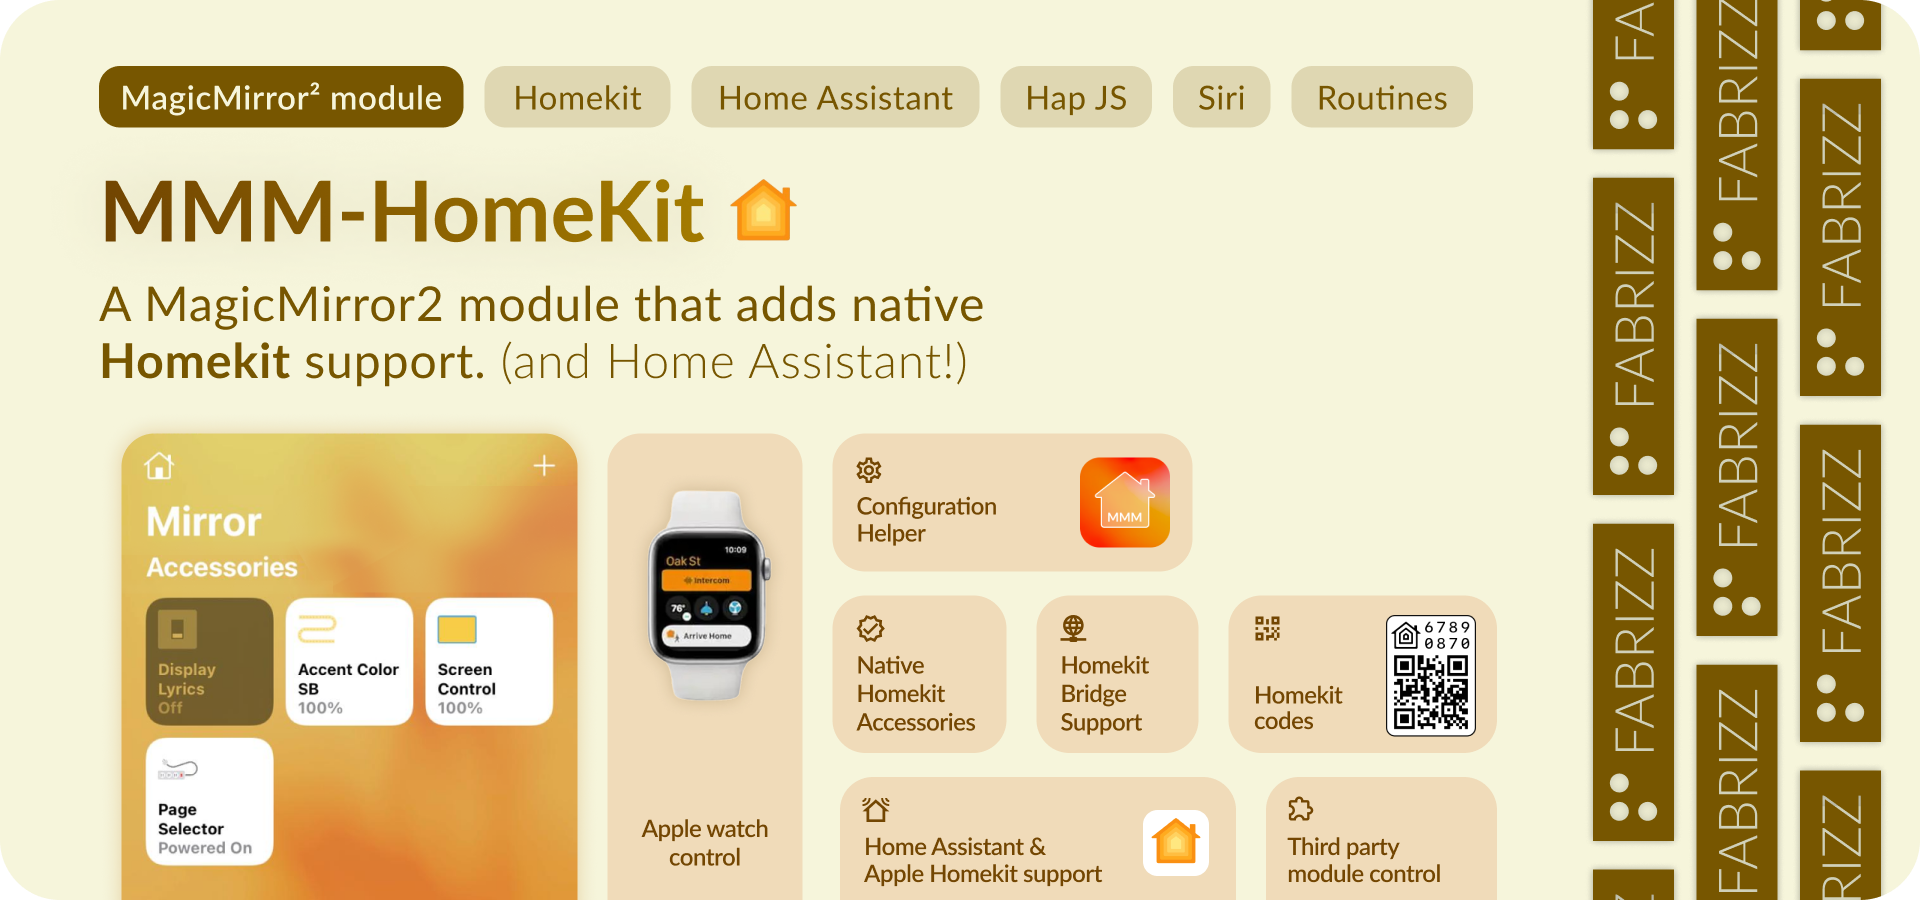 MagicMirror² module
Homekit
Home Assistant
Hap JS
Siri
Routines
MMM-HomeKit
A MagicMirror2 module that adds native
Homekit support. (and Home Assistant!)
Mirror
Accessories
Display
Lyrics
Off
Accent Color
SB
100%
Screen
Control
100%
Page
Selector
Powered On
10:09
Oak St
Intercom
76°
Arrive Home
Apple watch
control
Configuration
Helper
MMM
Native
Homekit
Accessories
Homekit
Bridge
Support
Homekit
codes
6789
0870
Home Assistant &
Apple Homekit support
Third party
module control
FA
FABRIZZ
FABRIZZ
FABRIZZ
FABRIZZ
FABRIZZ
FABRIZZ
FABRIZZ
FABRIZZ
RIZZ